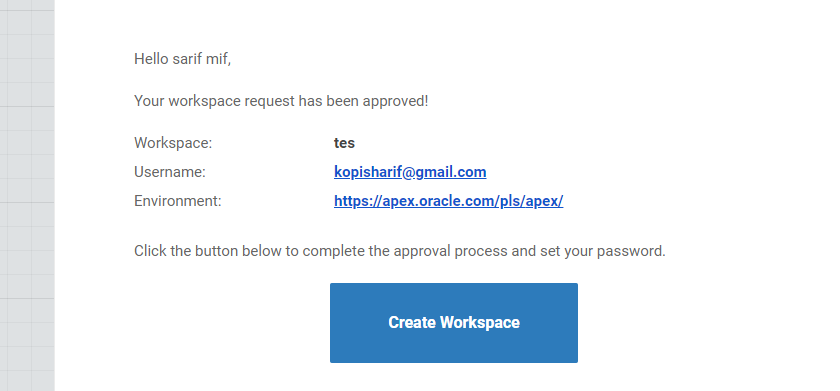 Hello sarif mif,
Your workspace request has been approved!
Workspace: tes
Username: kopisharif@gmail.com
Environment: https://apex.oracle.com/pls/apex/
Click the button below to complete the approval process and set your password.
Create Workspace